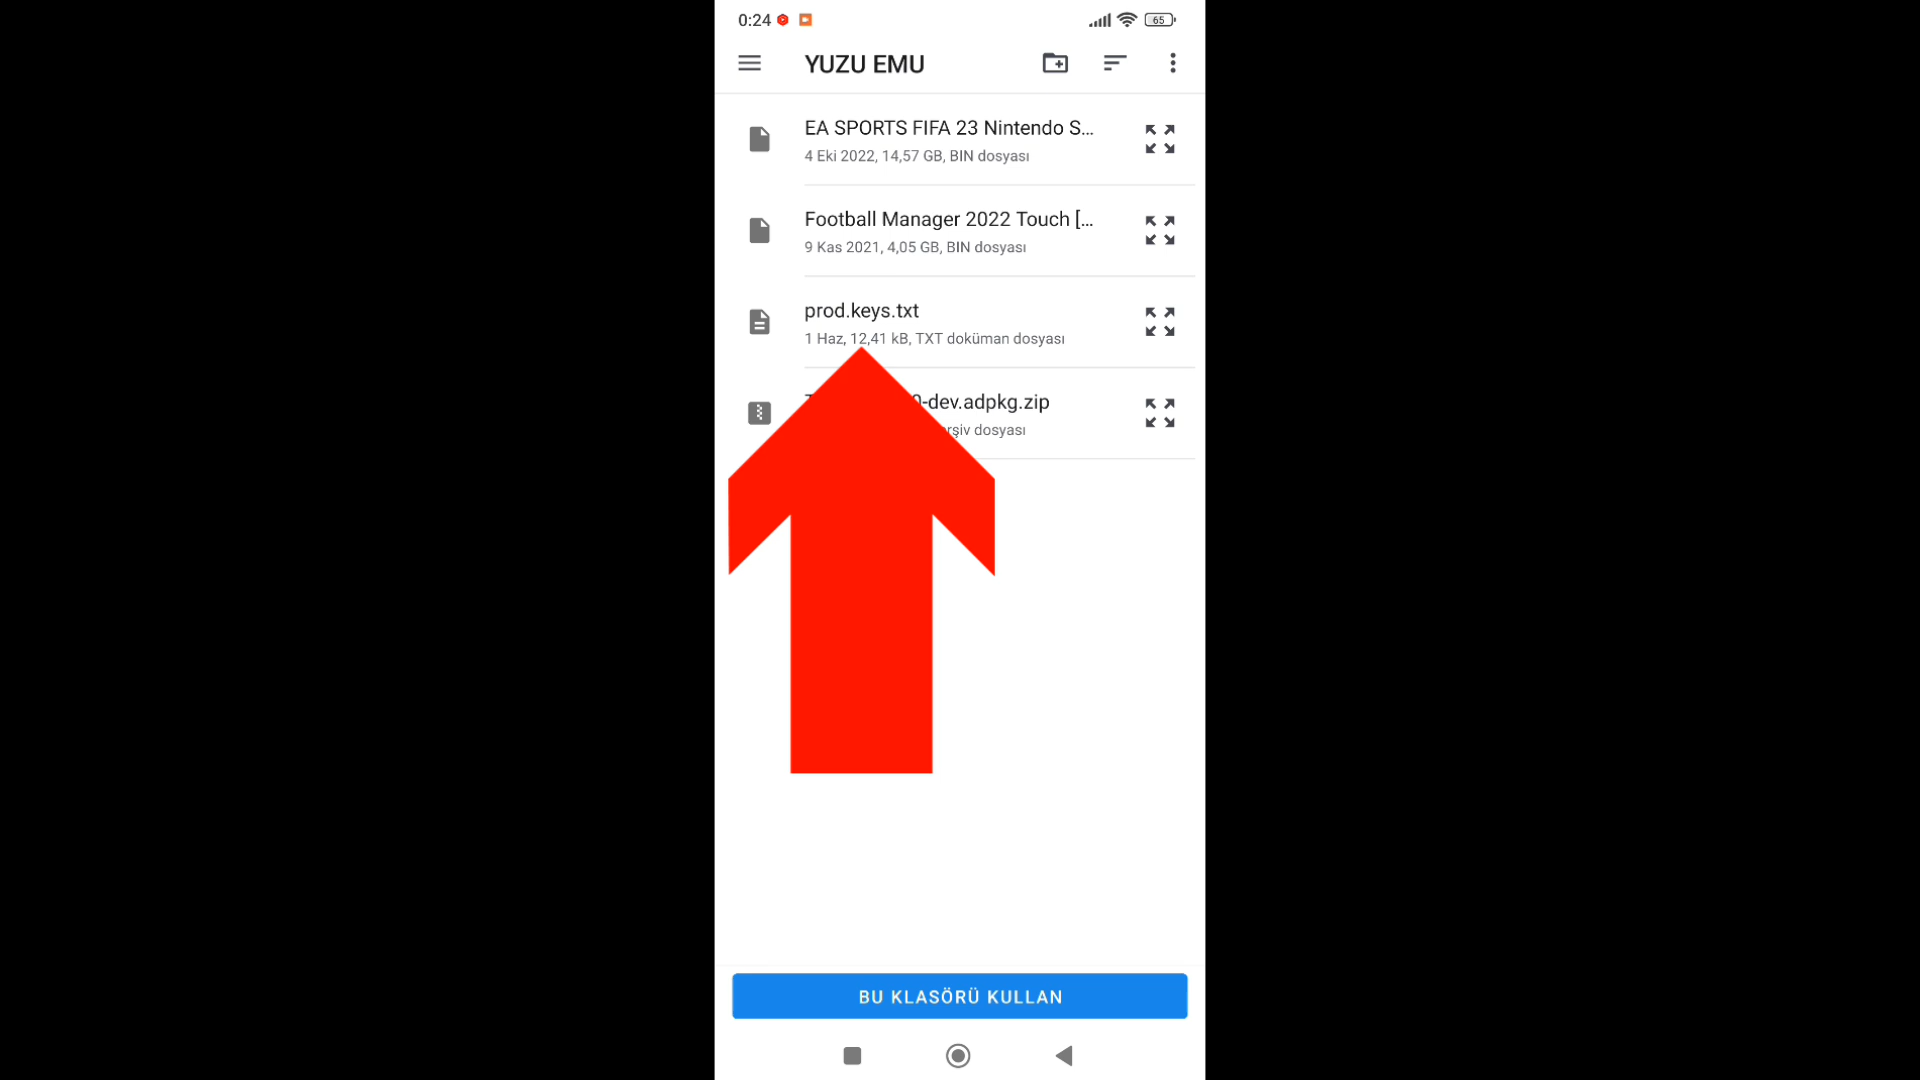 0:24
65
YUZU EMU
EA SPORTS FIFA 23 Nintendo S...
4 Eki 2022, 14,57 GB, BIN dosyası
Football Manager 2022 Touch [...
9 Kas 2021, 4,05 GB, BIN dosyası
prod.keys.txt
1 Haz, 12,41 kB, TXT doküman dosyası
-dev.adpkg.zip
dosyası
BU KLASÖRÜ KULLAN